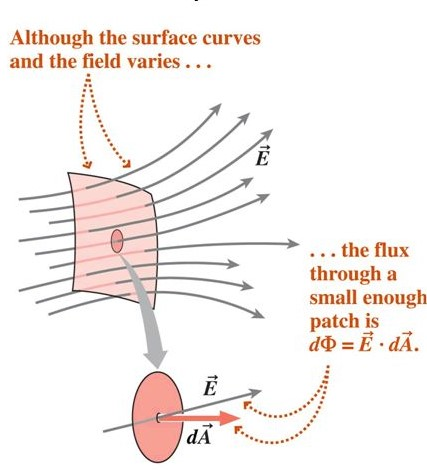 Although the surface curves
and the field varies . . .
E⃗
. . . the flux
through a
small enough
patch is
dΦ = E⃗ · dA⃗.
E⃗
dA⃗